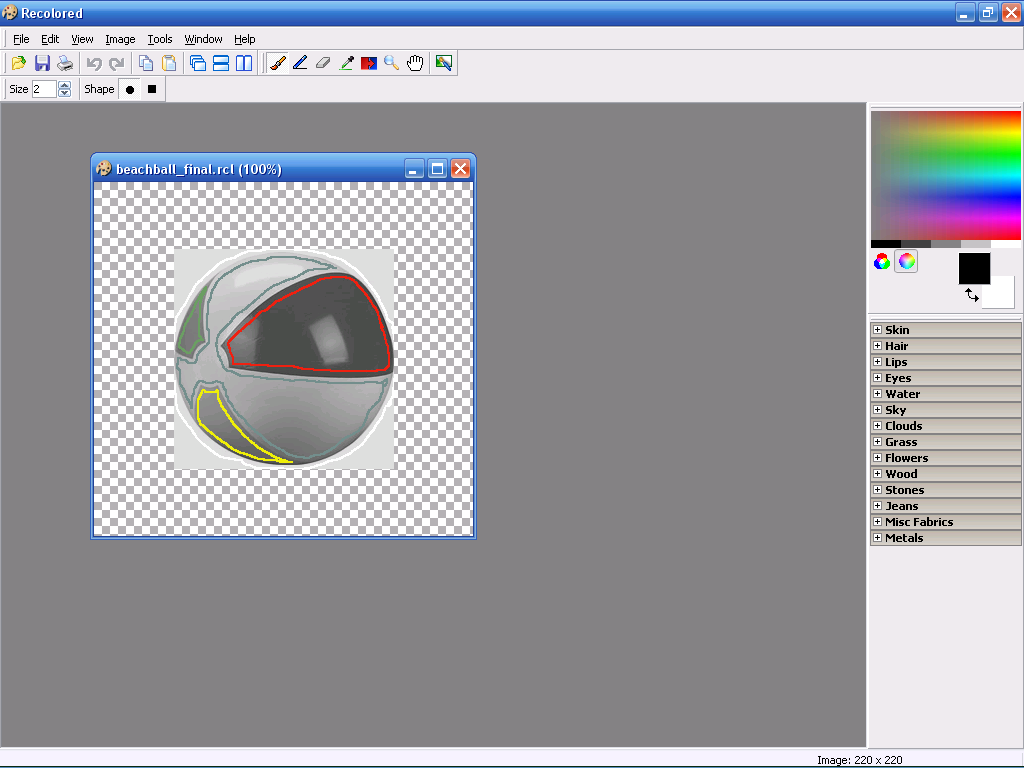 Recolored
File Edit View Image Tools Window Help
Size 2 Shape
beachball_final.rcl (100%)
Skin
Hair
Lips
Eyes
Water
Sky
Clouds
Grass
Flowers
Wood
Stones
Jeans
Misc Fabrics
Metals
Image: 220 x 220